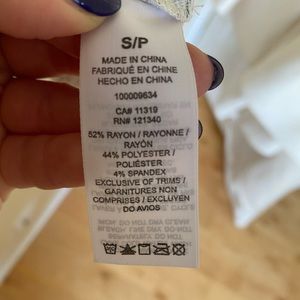 S/P
MADE IN CHINA
FABRIQUÉ EN CHINE
HECHO EN CHINA
100009634
CA# 11319
RN# 121340
52% RAYON / RAYONNE /
RAYÓN
44% POLYESTER /
POLIÉSTER
4% SPANDEX
EXCLUSIVE OF TRIMS /
GARNITURES NON
COMPRISES / EXCLUYEN
DO AVIOS